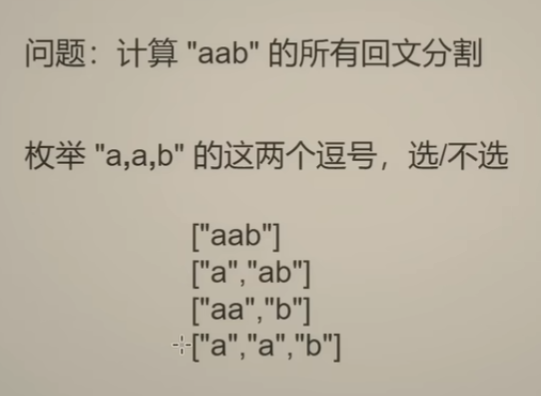 问题：计算 "aab" 的所有回文分割
枚举 "a,a,b" 的这两个逗号，选/不选
["aab"]
["a","ab"]
["aa","b"]
["a","a","b"]